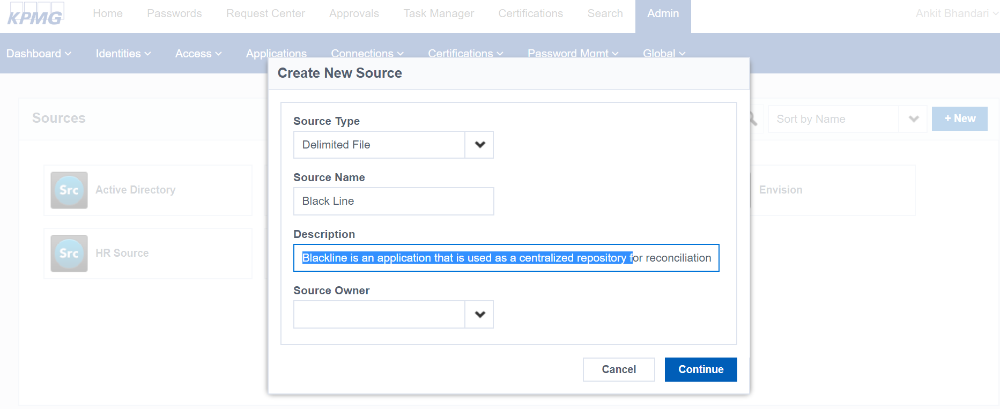 KPMG Home Passwords Request Center Approvals Task Manager Certifications Search Admin Ankit Bhandari
Dashboard Identities Access Applications Connections Certifications Password Mgmt Global
Create New Source
Sources
Sort by Name
+ New
Source Type
Delimited File
Source Name
Src Active Directory
Black Line
Envision
Description
Src HR Source
Blackline is an application that is used as a centralized repository for reconciliation
Source Owner
Cancel Continue